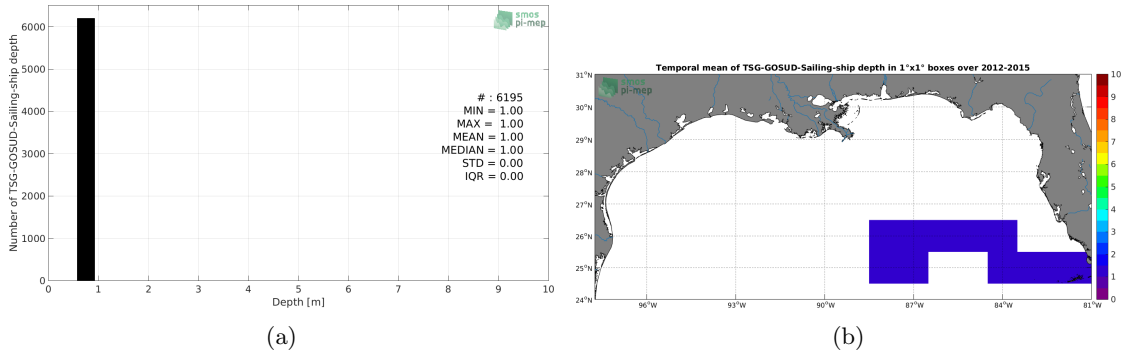 Number of TSG-GOSUD-Sailing-ship depth
6500
6000
5000
4000
3000
2000
1000
0
0 1 2 3 4 5 6 7 8 9 10
Depth [m]
smos
pi-mep
# : 6195
MIN = 1.00
MAX = 1.00
MEAN = 1.00
MEDIAN = 1.00
STD = 0.00
IQR = 0.00
(a)
Temporal mean of TSG-GOSUD-Sailing-ship depth in 1°x1° boxes over 2012-2015
smos
pi-mep
31°N
30°N
29°N
28°N
27°N
26°N
25°N
24°N
96°W 93°W 90°W 87°W 84°W 81°W
10
9
8
7
6
5
4
3
2
1
0
(b)